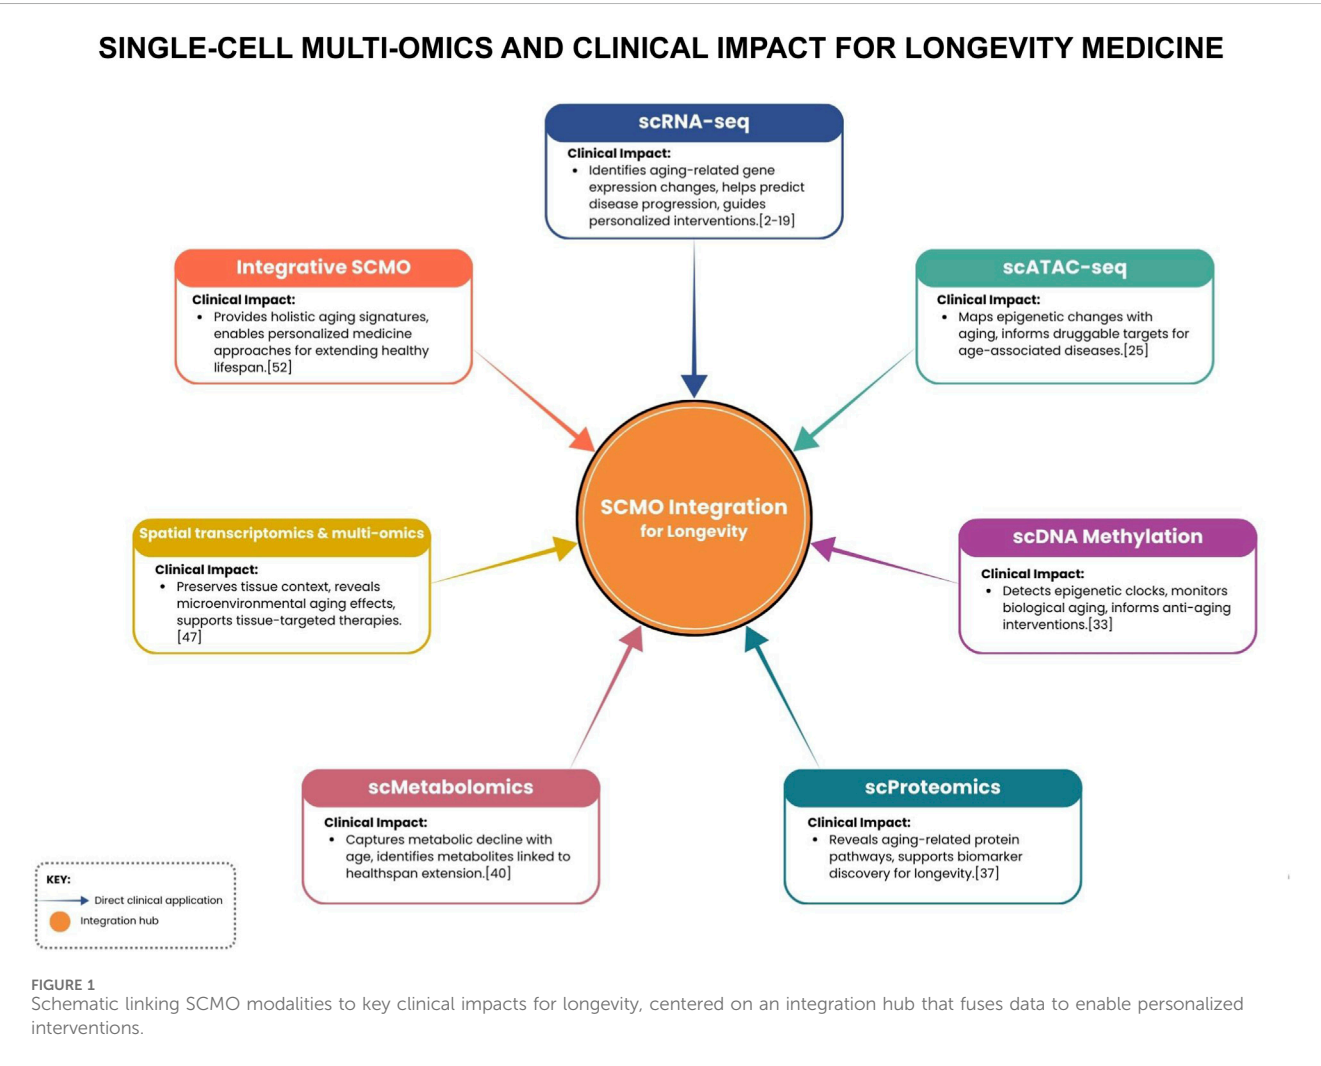 SINGLE-CELL MULTI-OMICS AND CLINICAL IMPACT FOR LONGEVITY MEDICINE
scRNA-seq
Clinical Impact:
• Identifies aging-related gene
expression changes, helps predict
disease progression, guides
personalized interventions.[2-19]
Integrative SCMO
Clinical Impact:
• Provides holistic aging signatures,
enables personalized medicine
approaches for extending healthy
lifespan.[52]
scATAC-seq
Clinical Impact:
• Maps epigenetic changes with
aging, informs druggable targets for
age-associated diseases.[25]
SCMO Integration
for Longevity
Spatial transcriptomics & multi-omics
Clinical Impact:
• Preserves tissue context, reveals
microenvironmental aging effects,
supports tissue-targeted therapies.
[47]
scDNA Methylation
Clinical Impact:
• Detects epigenetic clocks, monitors
biological aging, informs anti-aging
interventions.[33]
scMetabolomics
Clinical Impact:
• Captures metabolic decline with
age, identifies metabolites linked to
healthspan extension.[40]
scProteomics
Clinical Impact:
• Reveals aging-related protein
pathways, supports biomarker
discovery for longevity.[37]
KEY:
Direct clinical application
Integration hub
FIGURE 1
Schematic linking SCMO modalities to key clinical impacts for longevity, centered on an integration hub that fuses data to enable personalized
interventions.